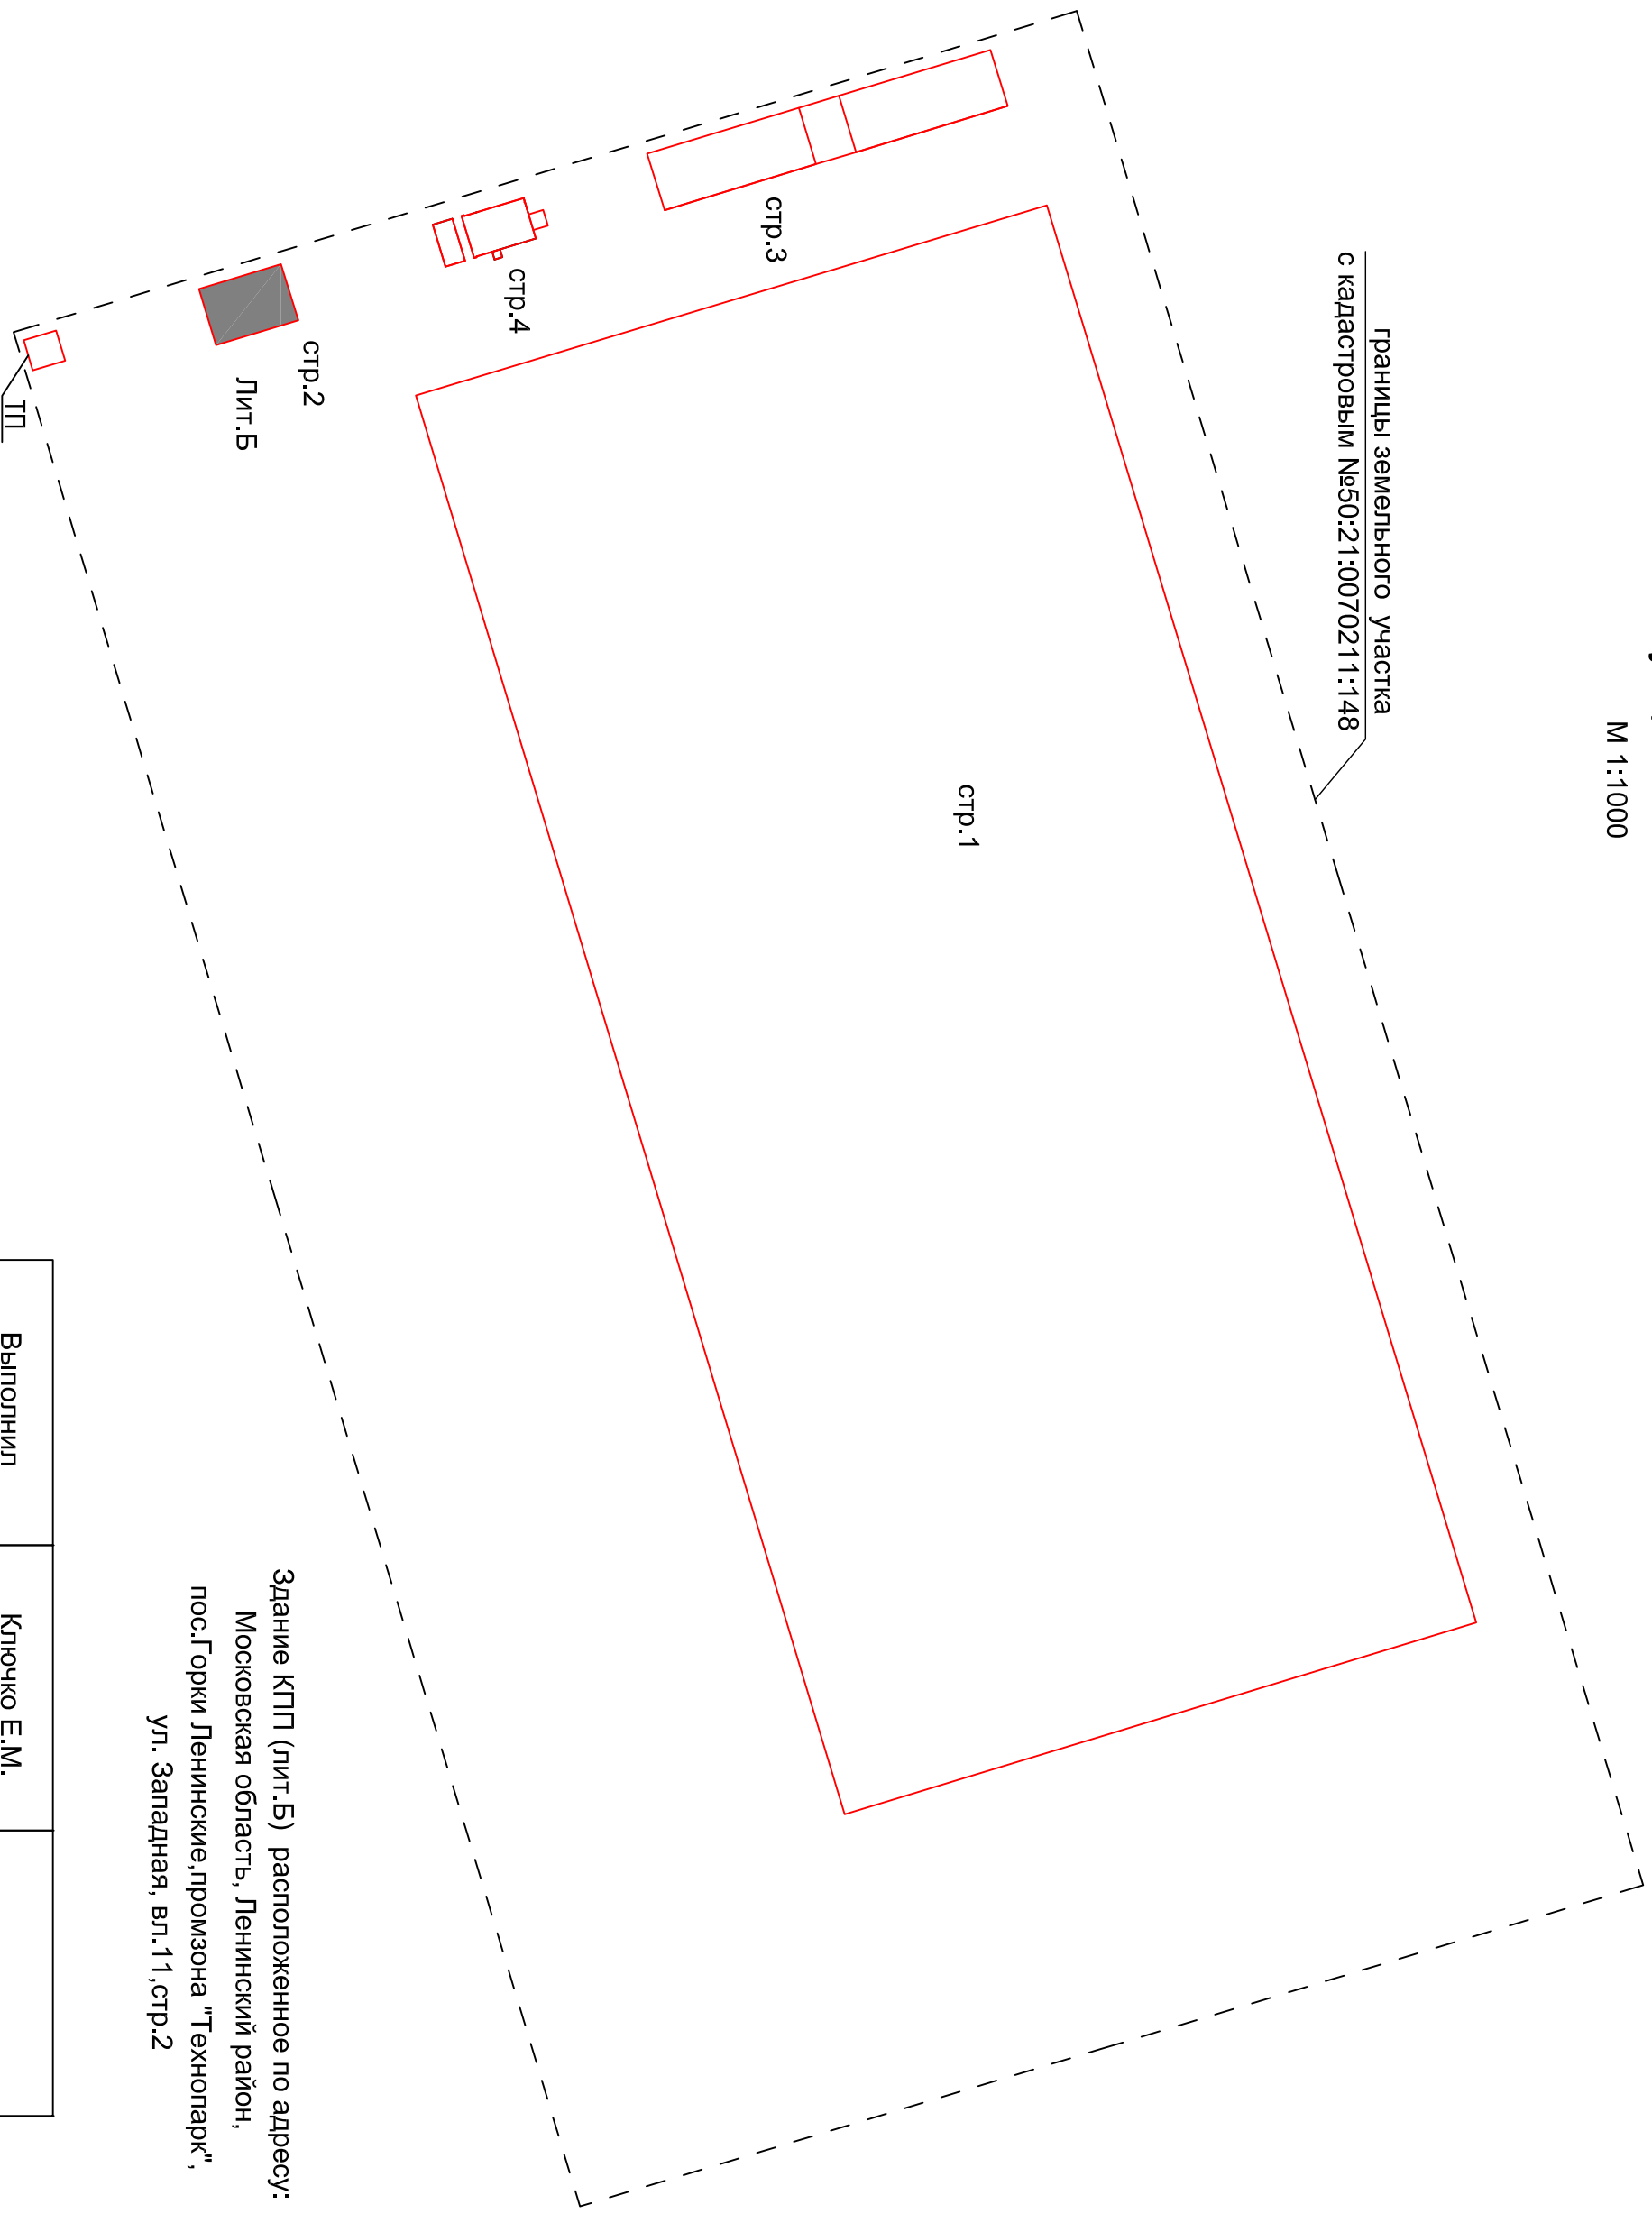 М 1:1000
границы земельного участка
с кадастровым №50:21:0070211:148
стр.1
стр.3
стр.4
стр.2
Лит.Б
ТП
Здание КПП (лит.Б) расположенное по адресу:
Московская область, Ленинский район,
пос.Горки Ленинские,промзона "Технопарк",
ул. Западная, вл.11,стр.2
Выполнил
Ключко Е.М.